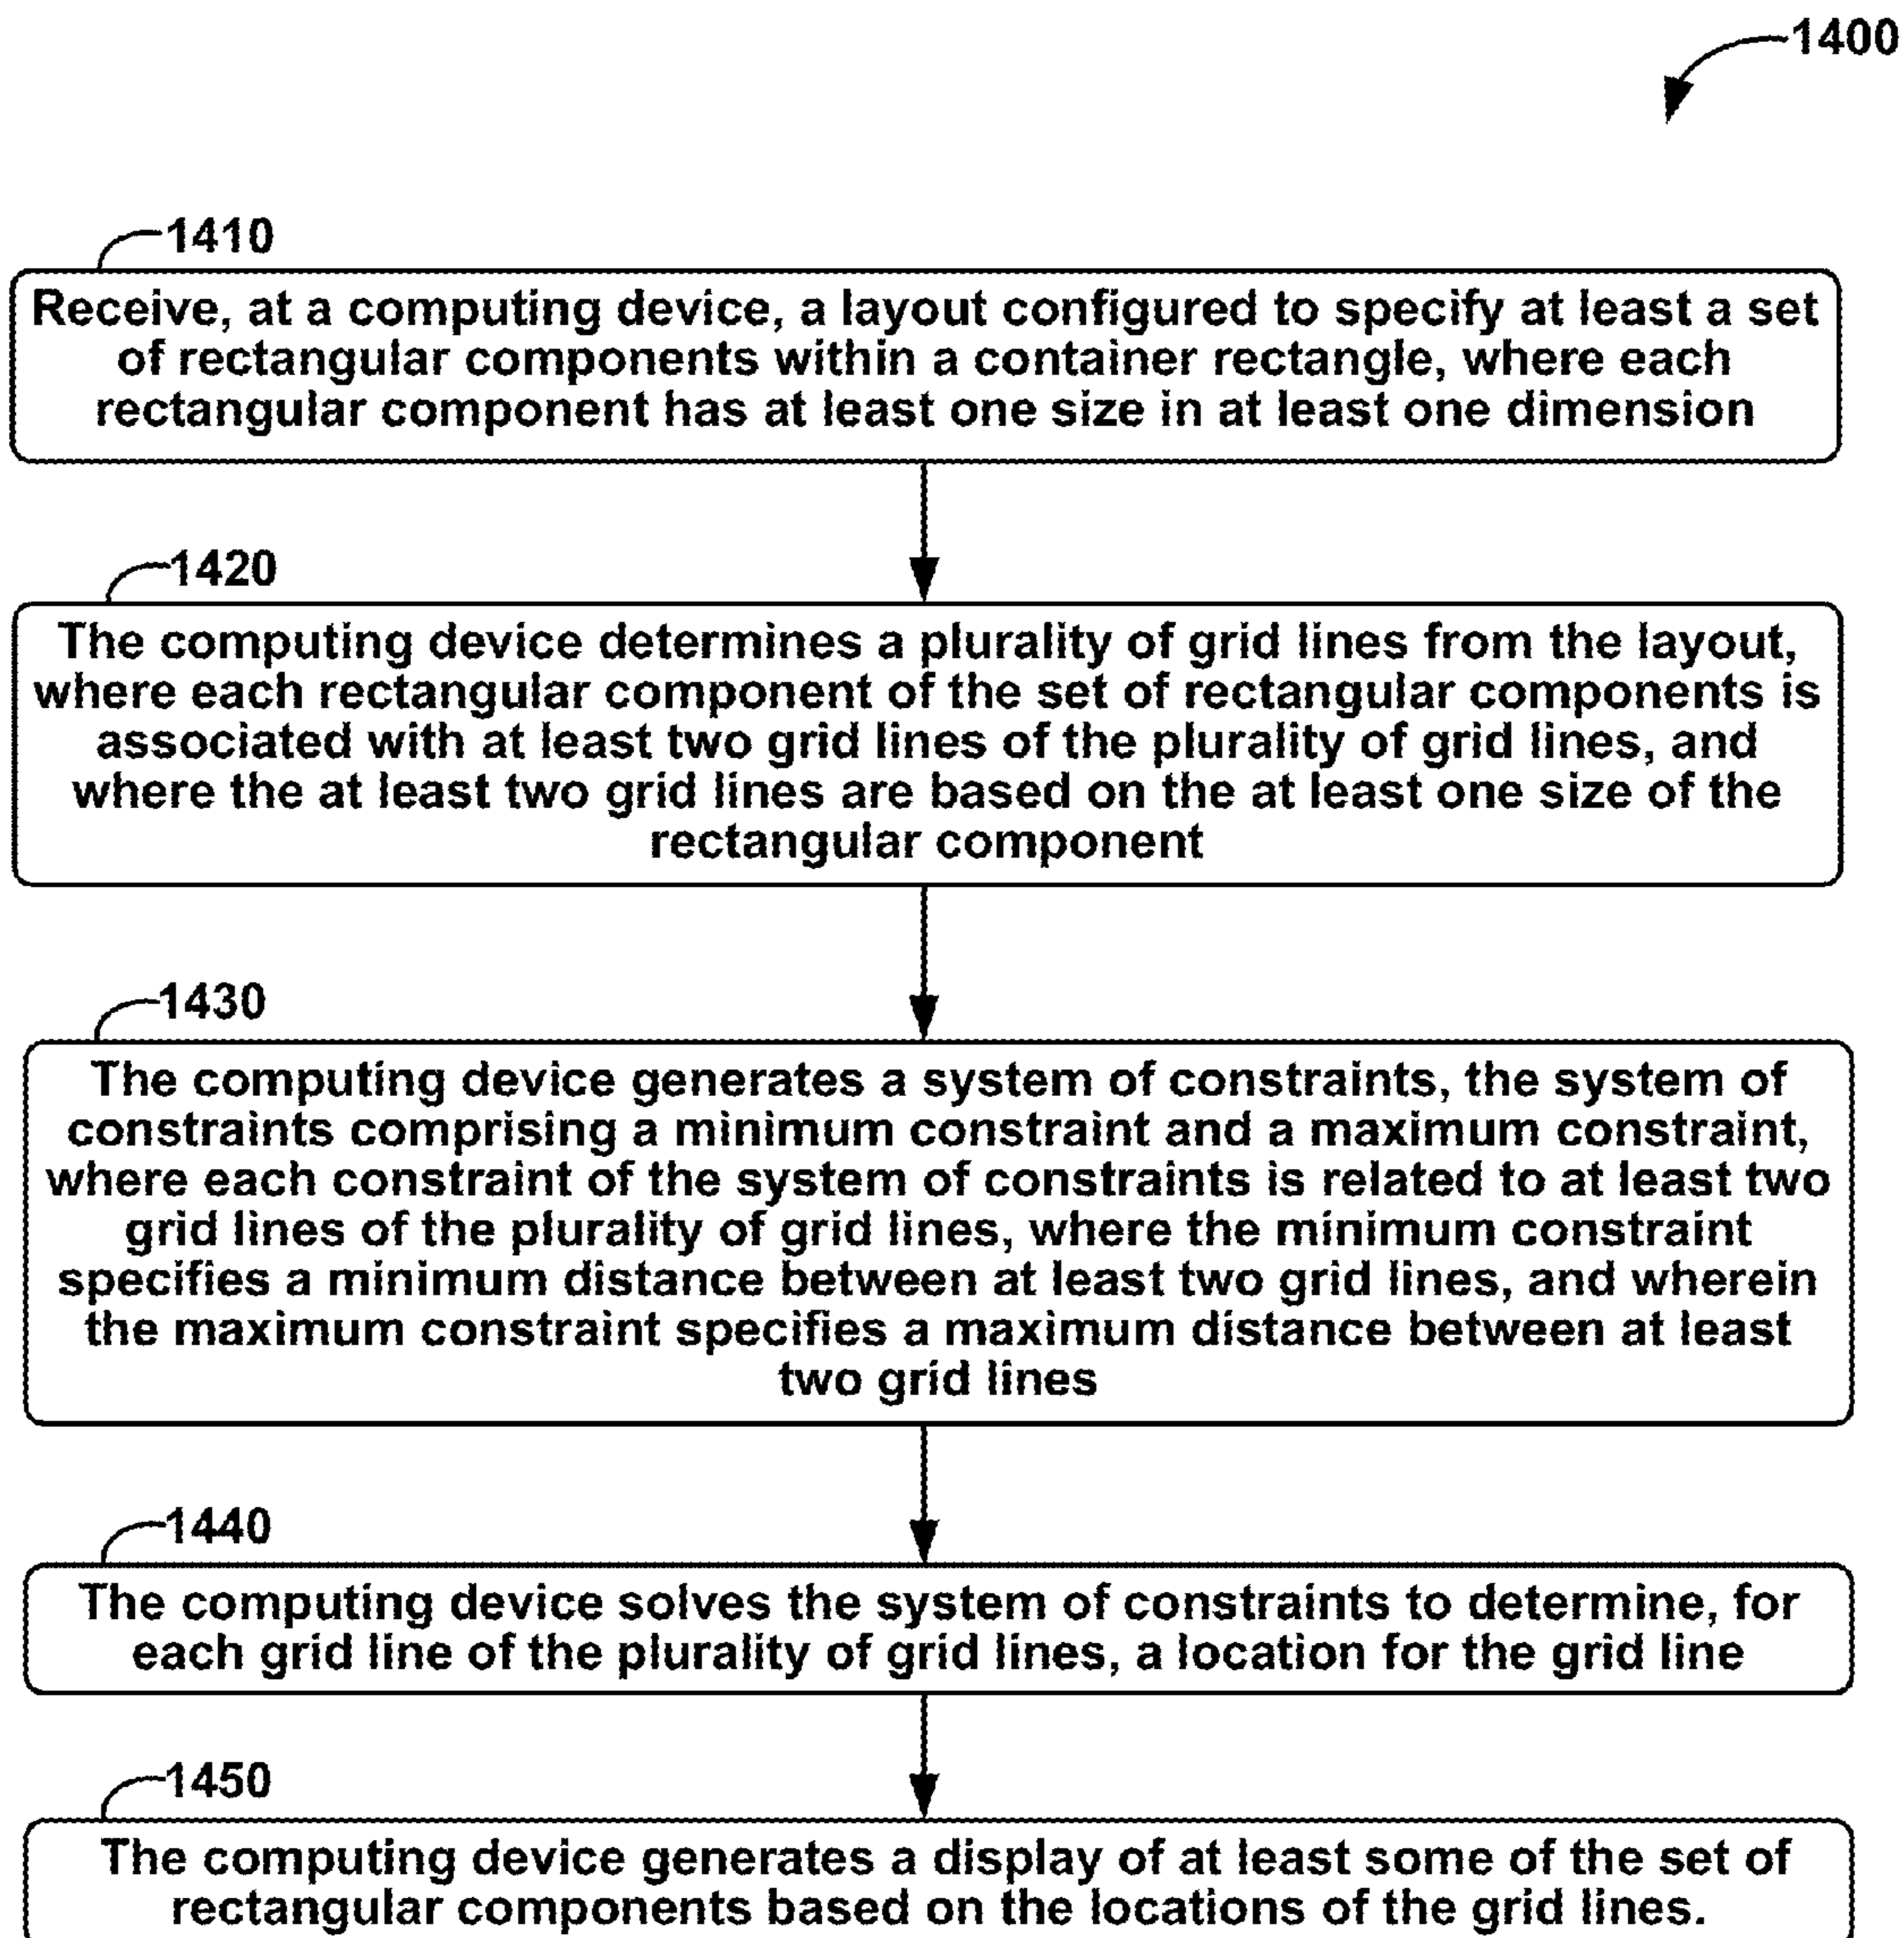 1400
1410
Receive, at a computing device, a layout configured to specify at least a set
of rectangular components within a container rectangle, where each
rectangular component has at least one size in at least one dimension
1420
The computing device determines a plurality of grid lines from the layout,
where each rectangular component of the set of rectangular components is
associated with at least two grid lines of the plurality of grid lines, and
where the at least two grid lines are based on the at least one size of the
rectangular component
1430
The computing device generates a system of constraints, the system of
constraints comprising a minimum constraint and a maximum constraint,
where each constraint of the system of constraints is related to at least two
grid lines of the plurality of grid lines, where the minimum constraint
specifies a minimum distance between at least two grid lines, and wherein
the maximum constraint specifies a maximum distance between at least
two grid lines
1440
The computing device solves the system of constraints to determine, for
each grid line of the plurality of grid lines, a location for the grid line
1450
The computing device generates a display of at least some of the set of
rectangular components based on the locations of the grid lines.